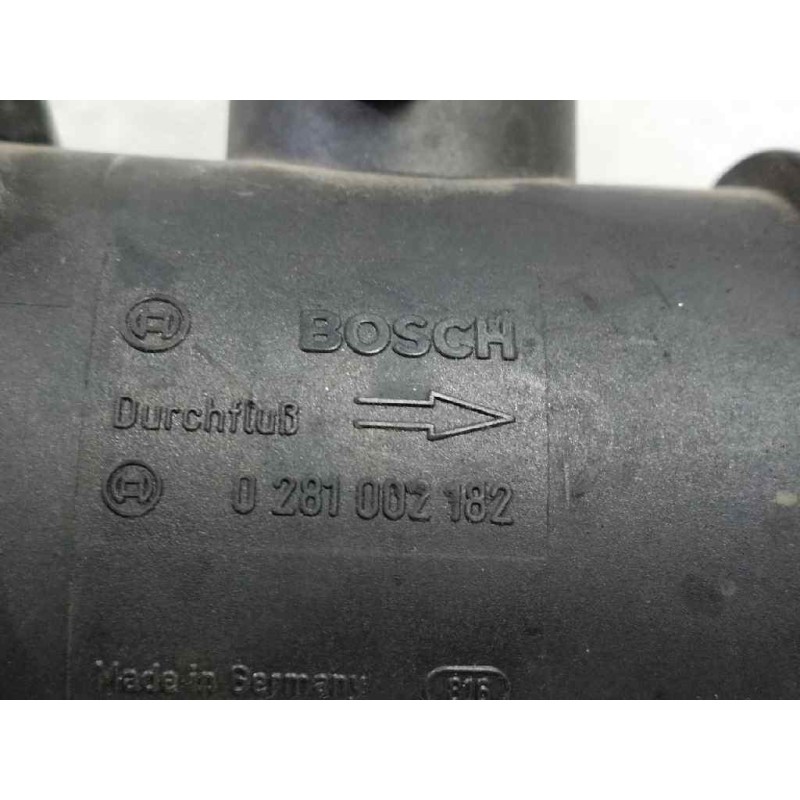 BOSCH
Durchfluß
0 281 002 182
Made in Germany 816